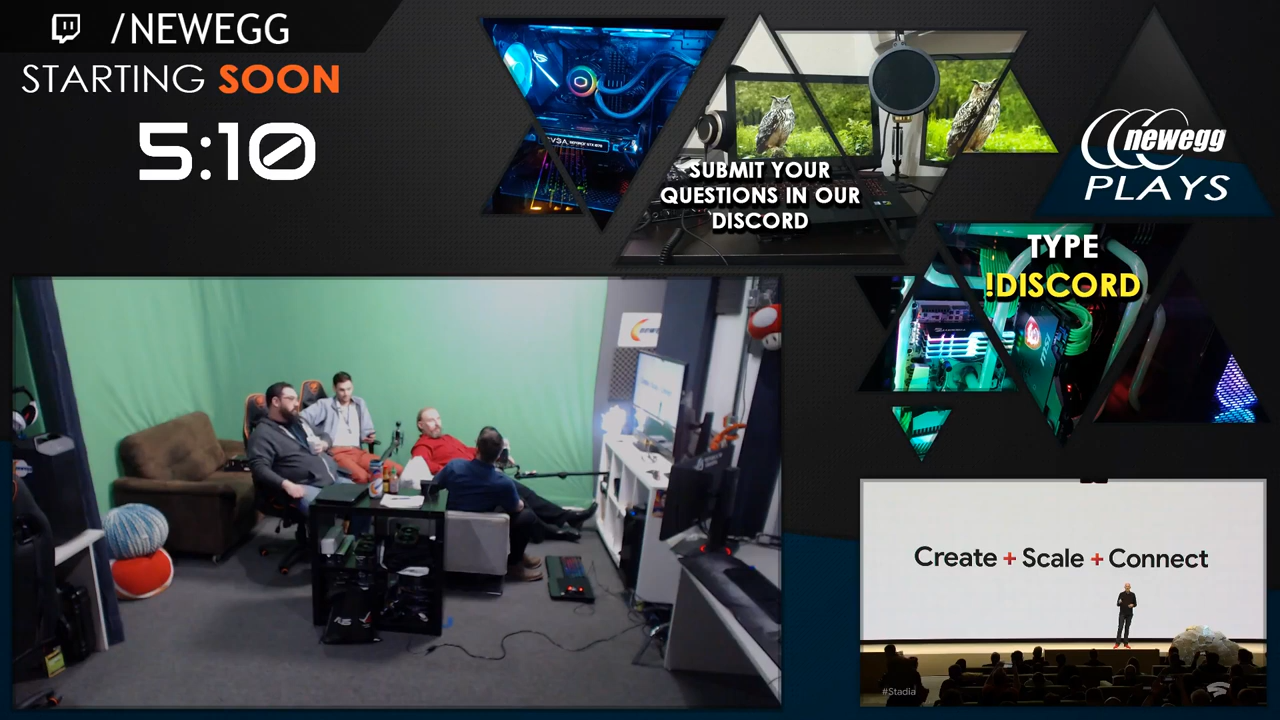 /NEWEGG
STARTING SOON
5:10
SUBMIT YOUR
QUESTIONS IN OUR
DISCORD
newegg
PLAYS
TYPE
!DISCORD
Create + Scale + Connect
#Stadia